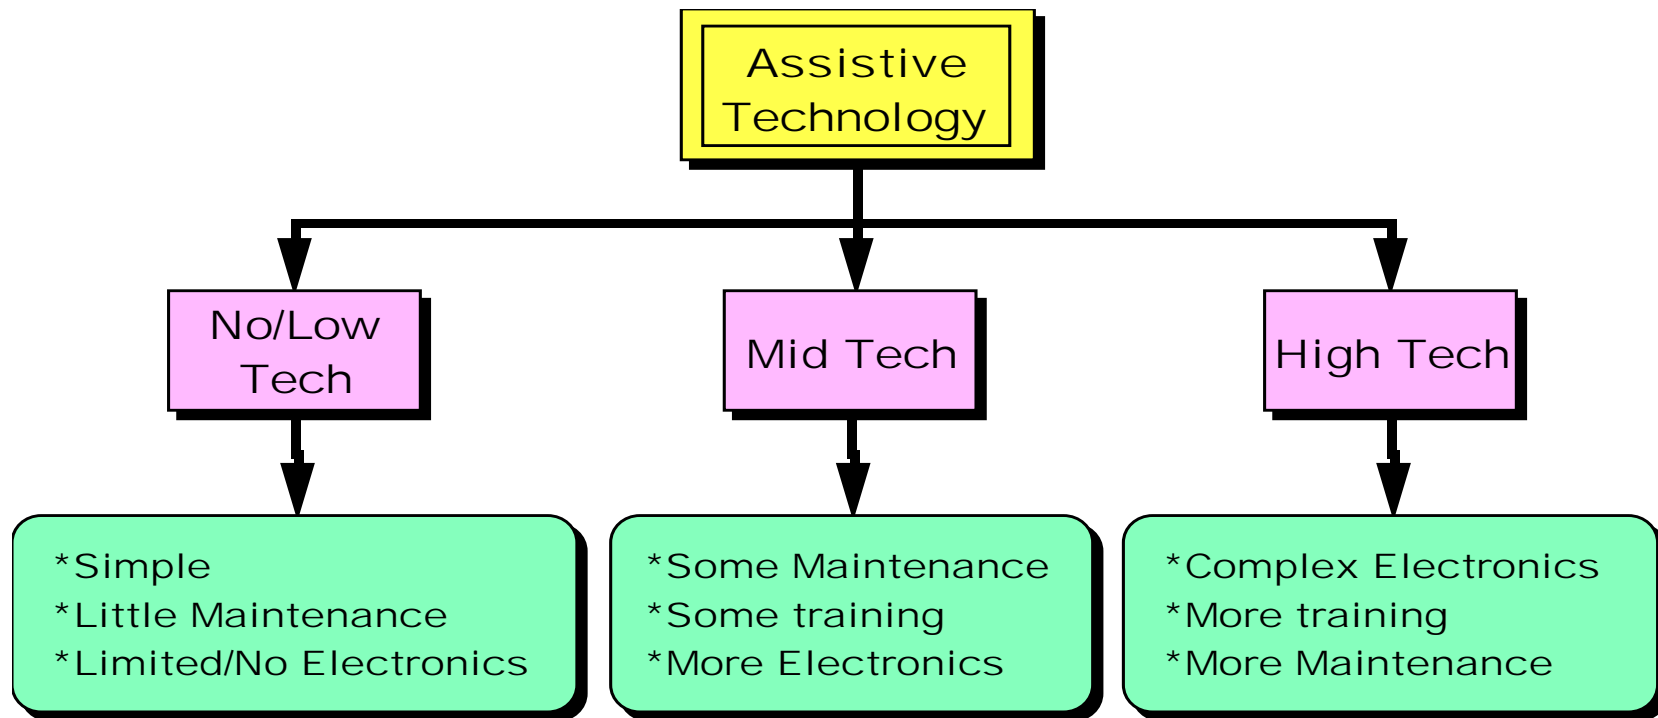 Assistive
Technology
No/Low
Tech
Mid Tech
High Tech
*Simple
*Little Maintenance
*Limited/No Electronics
*Some Maintenance
*Some training
*More Electronics
*Complex Electronics
*More training
*More Maintenance